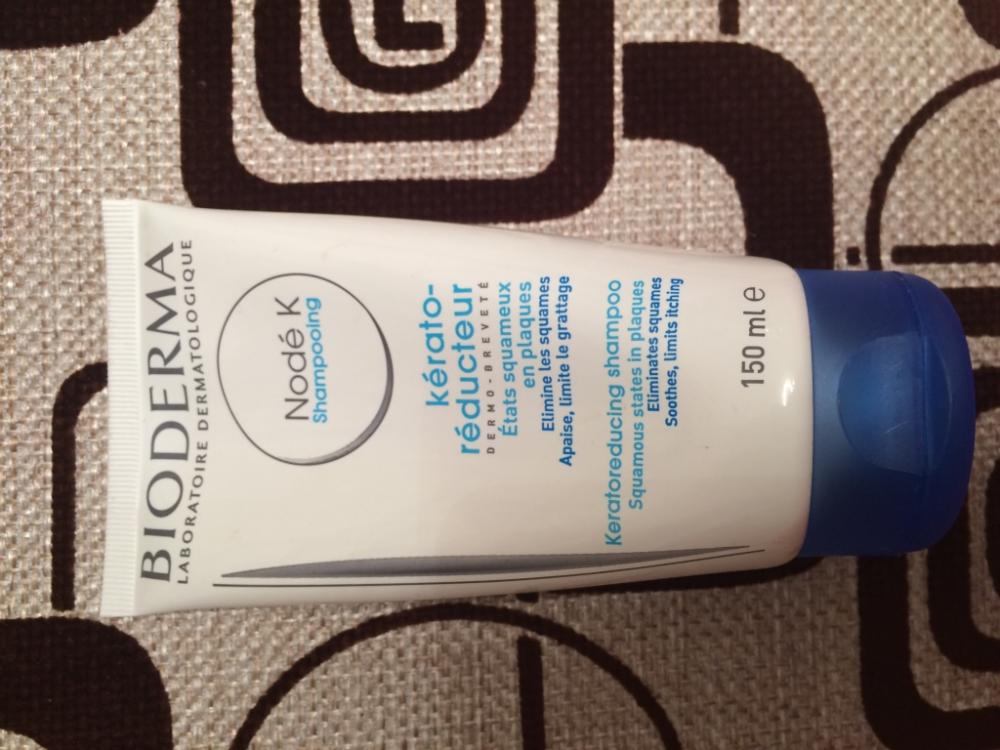 BIODERMA
LABORATOIRE DERMATOLOGIQUE
Nodé K
Shampooing
kérato-
réducteur
DERMO-BREVETÉ
États squameux
en plaques
Elimine les squames
Apaise, limite le grattage
Keratoreducing shampoo
Squamous states in plaques
Eliminates squames
Soothes, limits itching
150 ml e